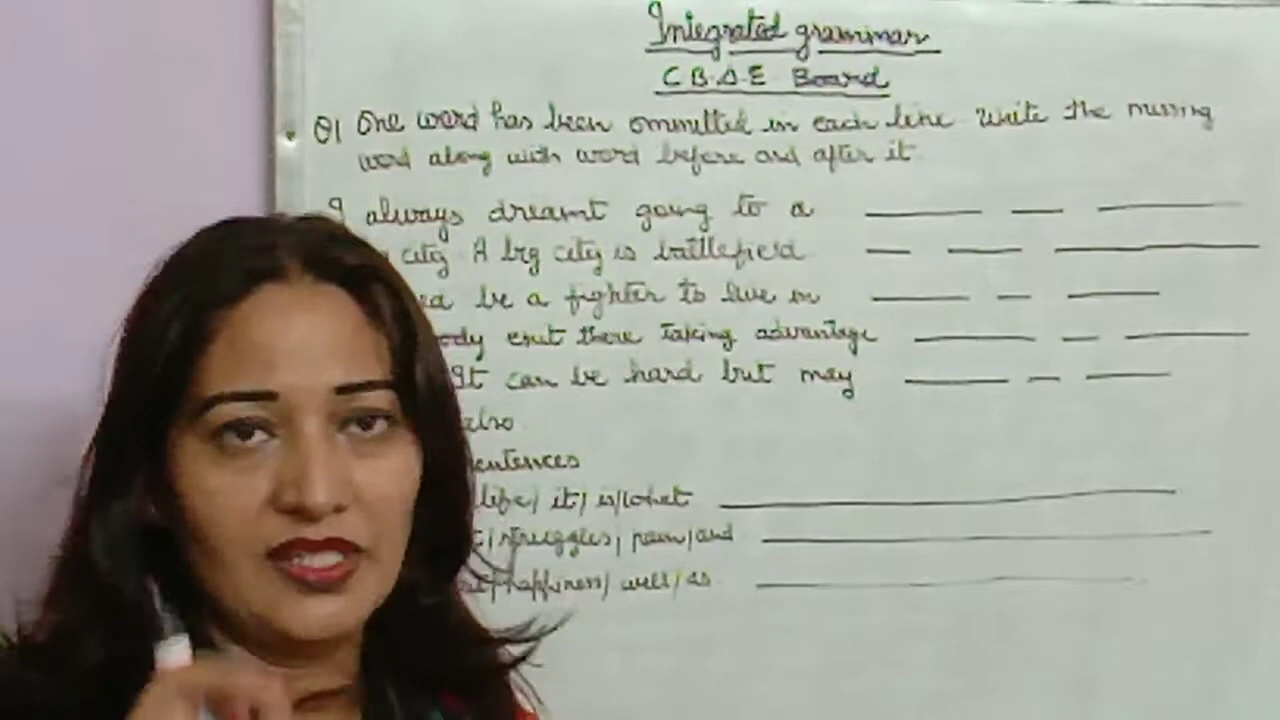 Integrated grammar
C B.S.E Board
Q1 One word has been ommitted in each line Write the missing
word along with word before and after it.
I always dreamt going to a
city. A big city is battlefield
be a fighter to live in
out there taking advantage
It can be hard but may
also
life/ it/ is/what
struggles, pain/and
happiness/ well/as